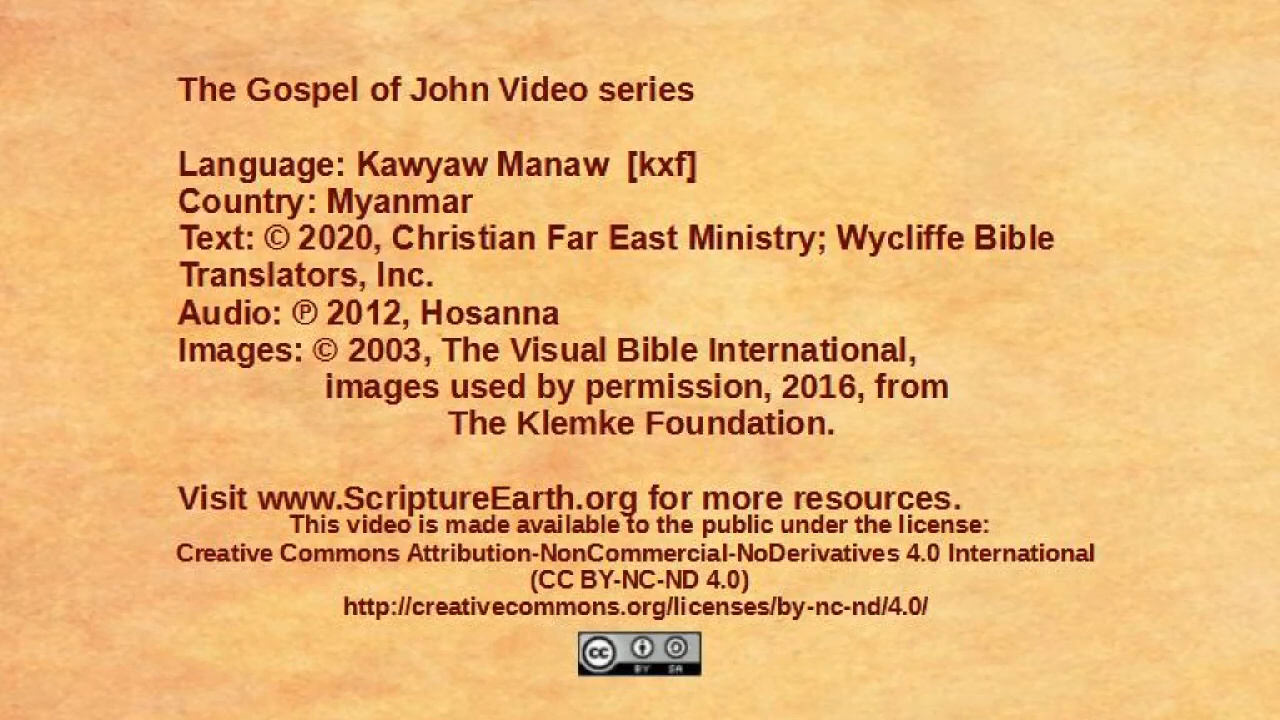 The Gospel of John Video series
Language: Kawyaw Manaw [kxf]
Country: Myanmar
Text: © 2020, Christian Far East Ministry; Wycliffe Bible
Translators, Inc.
Audio: ℗ 2012, Hosanna
Images: © 2003, The Visual Bible International,
images used by permission, 2016, from
The Klemke Foundation.
Visit www.ScriptureEarth.org for more resources.
This video is made available to the public under the license:
Creative Commons Attribution-NonCommercial-NoDerivatives 4.0 International
(CC BY-NC-ND 4.0)
http://creativecommons.org/licenses/by-nc-nd/4.0/
cc BY SA